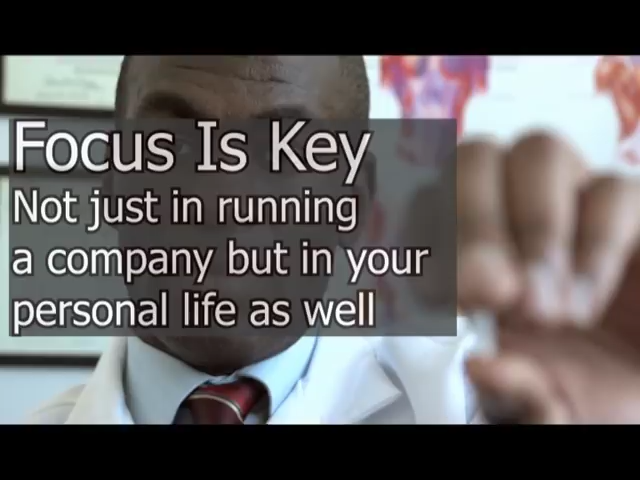 Focus Is Key
Not just in running
a company but in your
personal life as well